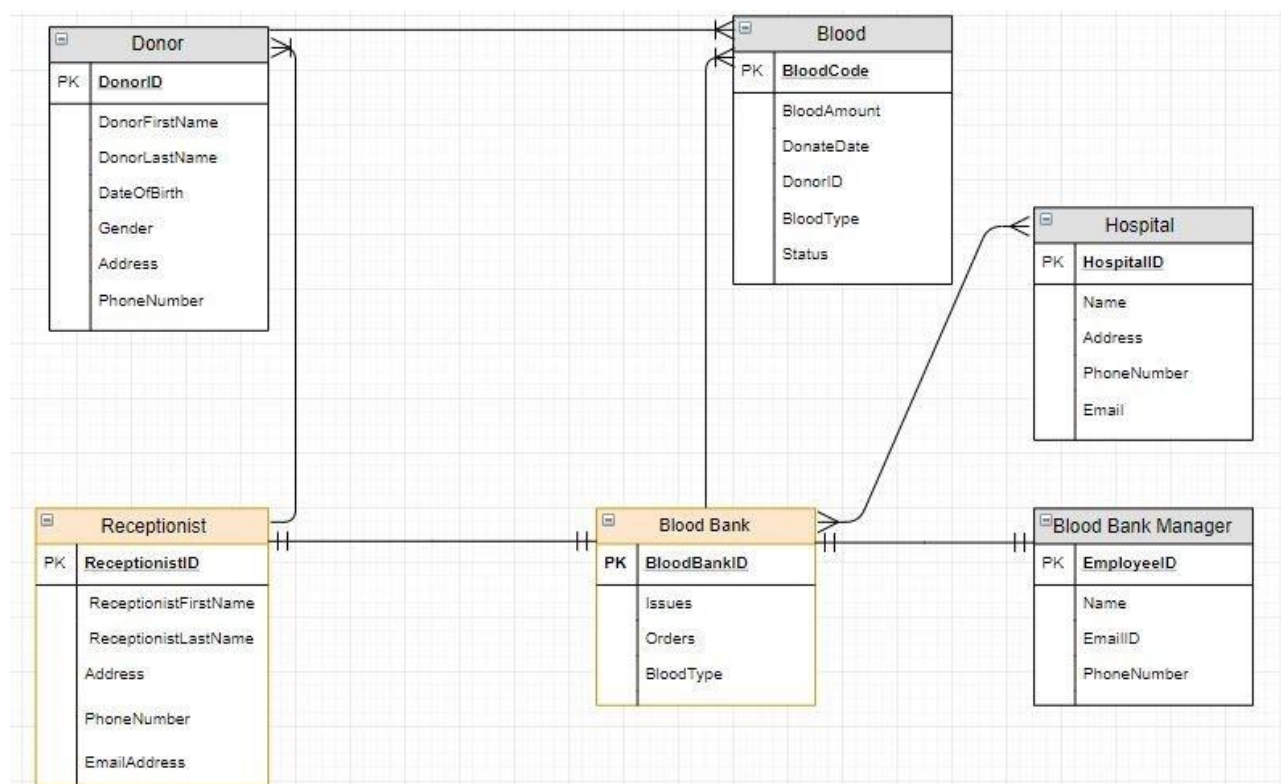 Donor
PK DonorID
DonorFirstName
DonorLastName
DateOfBirth
Gender
Address
PhoneNumber
Blood
PK BloodCode
BloodAmount
DonateDate
DonorID
BloodType
Status
Hospital
PK HospitalID
Name
Address
PhoneNumber
Email
Receptionist
PK ReceptionistID
ReceptionistFirstName
ReceptionistLastName
Address
PhoneNumber
EmailAddress
Blood Bank
PK BloodBankID
Issues
Orders
BloodType
Blood Bank Manager
PK EmployeeID
Name
EmailID
PhoneNumber